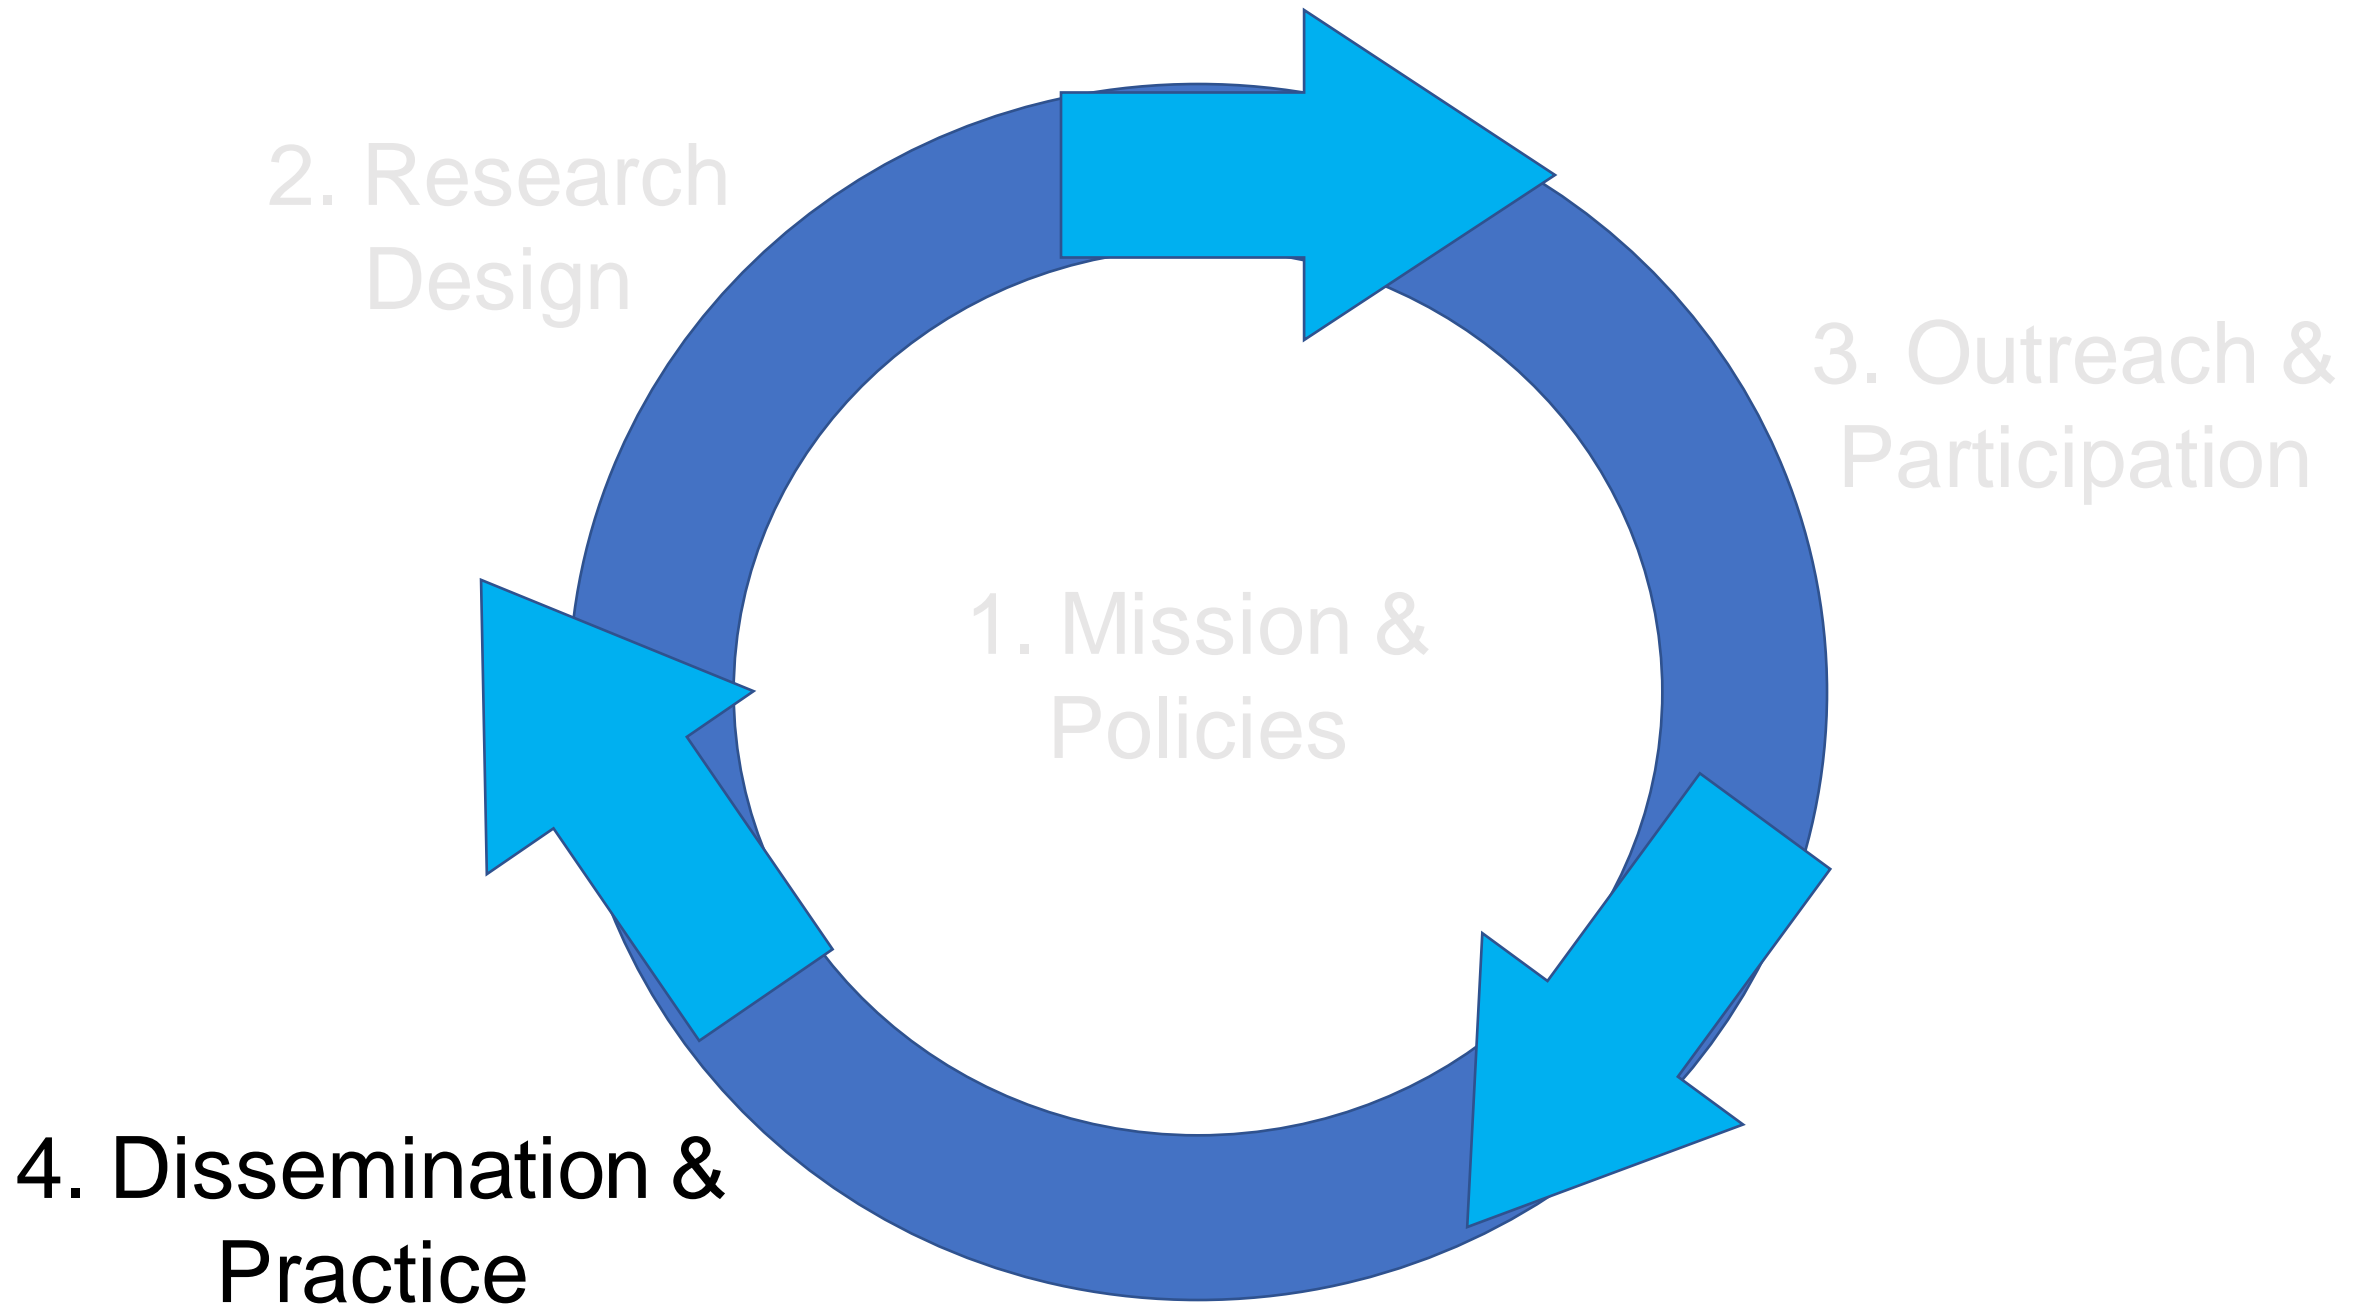 2. Research
Design
3. Outreach &
Participation
1. Mission &
Policies
4. Dissemination &
Practice